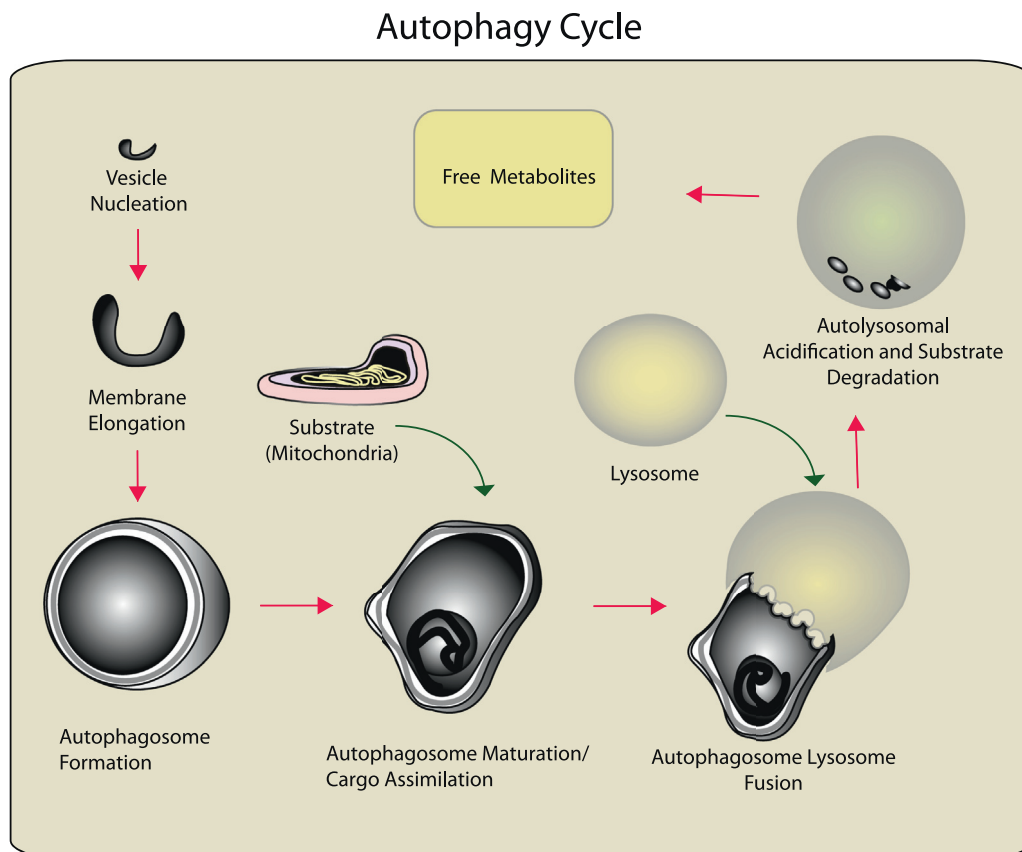 Autophagy Cycle
Vesicle
Nucleation
Free Metabolites
Membrane
Elongation
Substrate
(Mitochondria)
Lysosome
Autolysosomal
Acidification and Substrate
Degradation
Autophagosome
Formation
Autophagosome Maturation/
Cargo Assimilation
Autophagosome Lysosome
Fusion